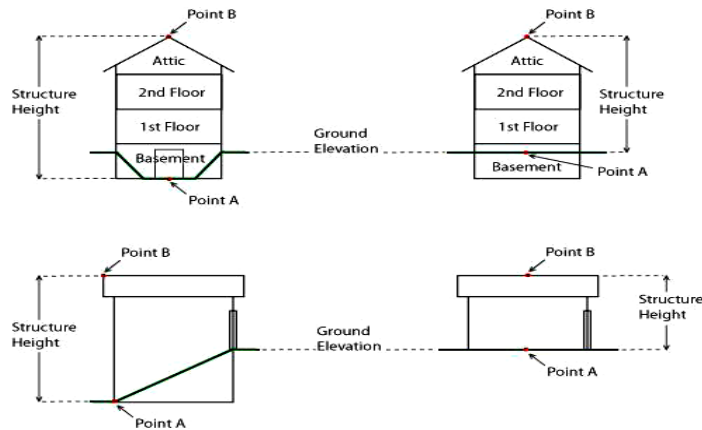 Point B
Attic
2nd Floor
1st Floor
Basement
Structure
Height
Point A
Ground
Elevation
Point B
Attic
2nd Floor
1st Floor
Basement
Structure
Height
Point A
Point B
Structure
Height
Point A
Ground
Elevation
Point B
Structure
Height
Point A